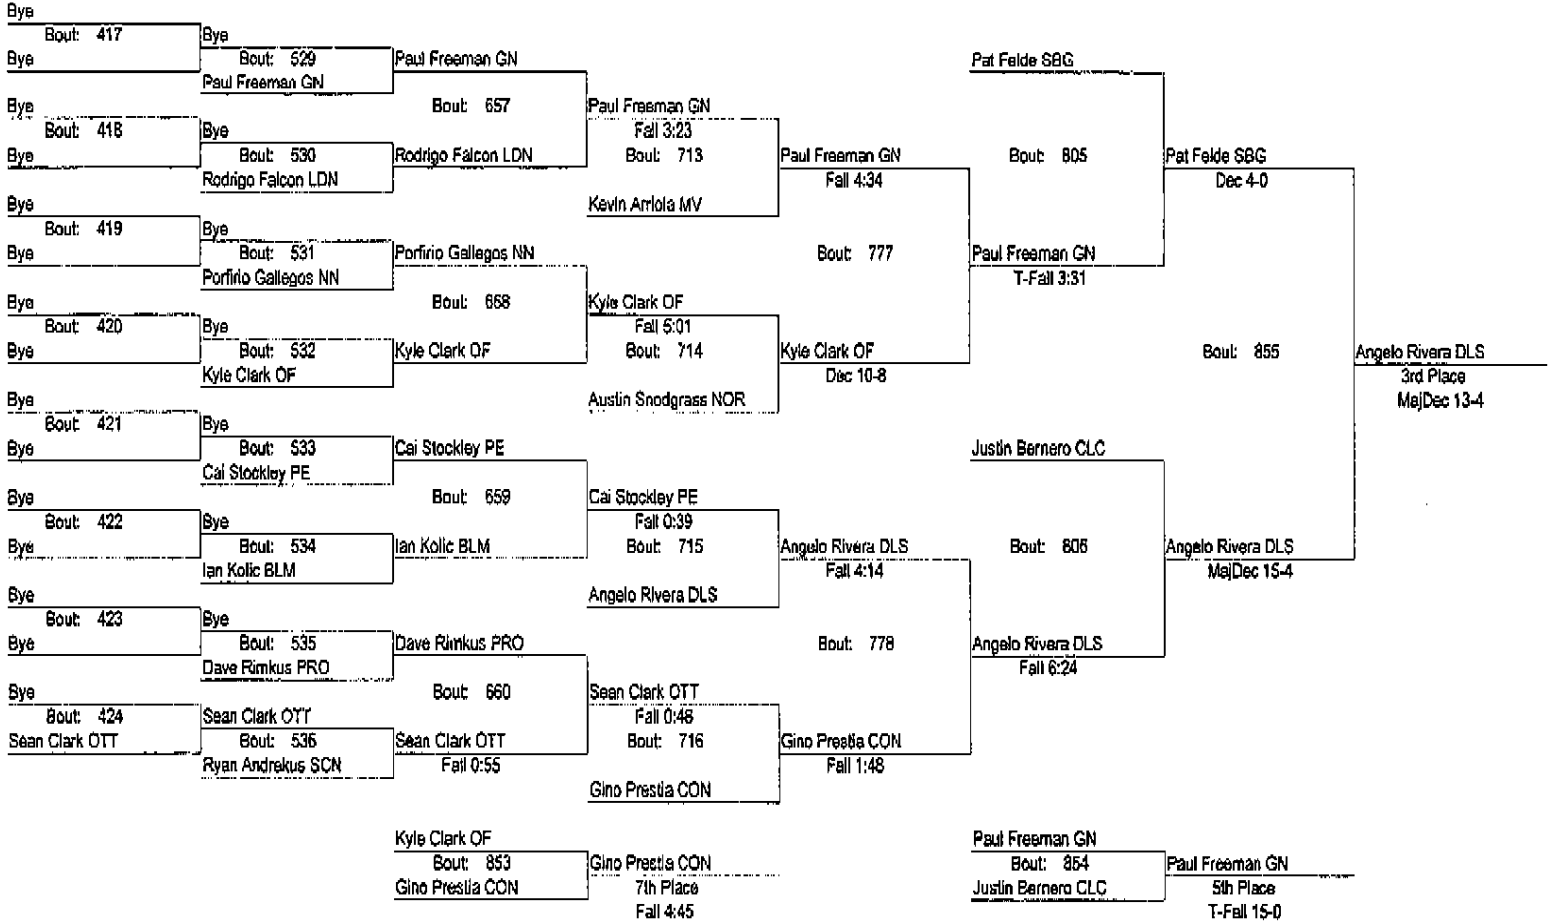 Bye
Bout: 417
Bye
Bye
Bout: 529
Paul Freeman GN
Paul Freeman GN
Bye
Bout: 418
Bye
Bye
Bout: 530
Rodrigo Falcon LDN
Rodrigo Falcon LDN
Bout: 657
Paul Freeman GN
Fall 3:23
Bout: 713
Kevin Arriola MV
Paul Freeman GN
Fall 4:34
Bye
Bout: 419
Bye
Bye
Bout: 531
Porfirio Gallegos NN
Porfirio Gallegos NN
Bye
Bout: 420
Bye
Bye
Bout: 532
Kyle Clark OF
Kyle Clark OF
Bout: 658
Kyle Clark OF
Fall 5:01
Bout: 714
Austin Snodgrass NOR
Kyle Clark OF
Dec 10-8
Bout: 777
Paul Freeman GN
T-Fall 3:31
Pat Felde SBG
Bout: 805
Pat Felde SBG
Dec 4-0
Bye
Bout: 421
Bye
Bye
Bout: 533
Cai Stockley PE
Cai Stockley PE
Bye
Bout: 422
Bye
Bye
Bout: 534
Ian Kolic BLM
Ian Kolic BLM
Bout: 659
Cai Stockley PE
Fall 0:39
Bout: 715
Angelo Rivera DLS
Angelo Rivera DLS
Fall 4:14
Bye
Bout: 423
Bye
Bye
Bout: 535
Dave Rimkus PRO
Dave Rimkus PRO
Bye
Bout: 424
Sean Clark OTT
Sean Clark OTT
Bout: 536
Ryan Andrekus SCN
Sean Clark OTT
Fall 0:55
Bout: 660
Sean Clark OTT
Fall 0:48
Bout: 716
Gino Prestia CON
Gino Prestia CON
Fall 1:48
Bout: 778
Angelo Rivera DLS
Fall 6:24
Justin Bernero CLC
Bout: 806
Angelo Rivera DLS
MajDec 15-4
Bout: 855
Angelo Rivera DLS
3rd Place
MajDec 13-4
Kyle Clark OF
Bout: 853
Gino Prestia CON
Gino Prestia CON
7th Place
Fall 4:45
Paul Freeman GN
Bout: 854
Justin Bernero CLC
Paul Freeman GN
5th Place
T-Fall 15-0